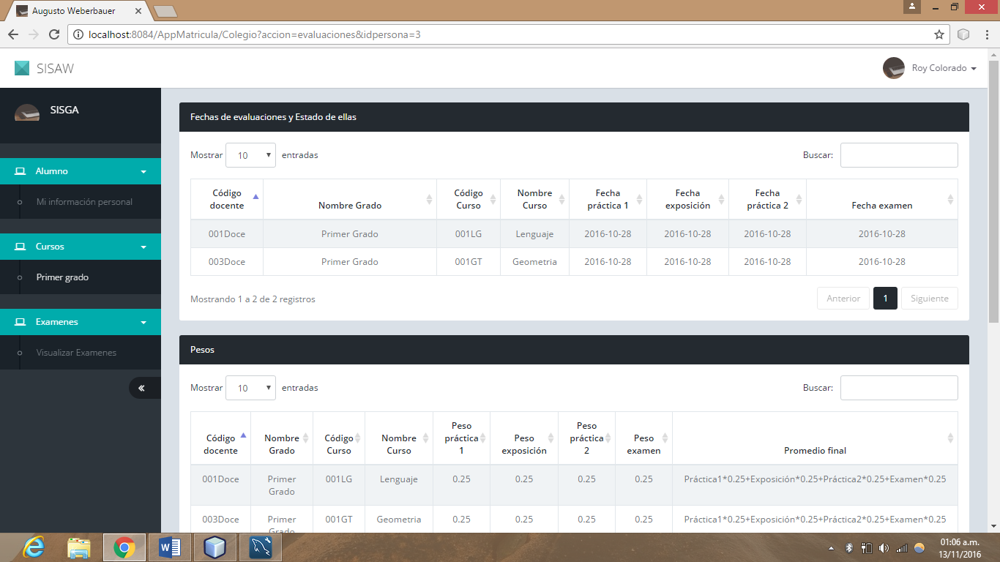 Augusto Weberbauer
localhost:8084/AppMatricula/Colegio?accion=evaluaciones&idpersona=3
SISAW
Roy Colorado
SISGA
Alumno
Mi información personal
Cursos
Primer grado
Examenes
Visualizar Examenes
Fechas de evaluaciones y Estado de ellas
Mostrar 10 entradas Buscar:
Código docente Nombre Grado Código Curso Nombre Curso Fecha práctica 1 Fecha exposición Fecha práctica 2 Fecha examen
001Doce Primer Grado 001LG Lenguaje 2016-10-28 2016-10-28 2016-10-28 2016-10-28
003Doce Primer Grado 001GT Geometria 2016-10-28 2016-10-28 2016-10-28 2016-10-28
Mostrando 1 a 2 de 2 registros Anterior 1 Siguiente
Pesos
Mostrar 10 entradas Buscar:
Código docente Nombre Grado Código Curso Nombre Curso Peso práctica 1 Peso exposición Peso práctica 2 Peso examen Promedio final
001Doce Primer Grado 001LG Lenguaje 0.25 0.25 0.25 0.25 Práctica1*0.25+Exposición*0.25+Práctica2*0.25+Examen*0.25
003Doce Primer Grado 001GT Geometria 0.25 0.25 0.25 0.25 Práctica1*0.25+Exposición*0.25+Práctica2*0.25+Examen*0.25
01:06 a.m.
13/11/2016